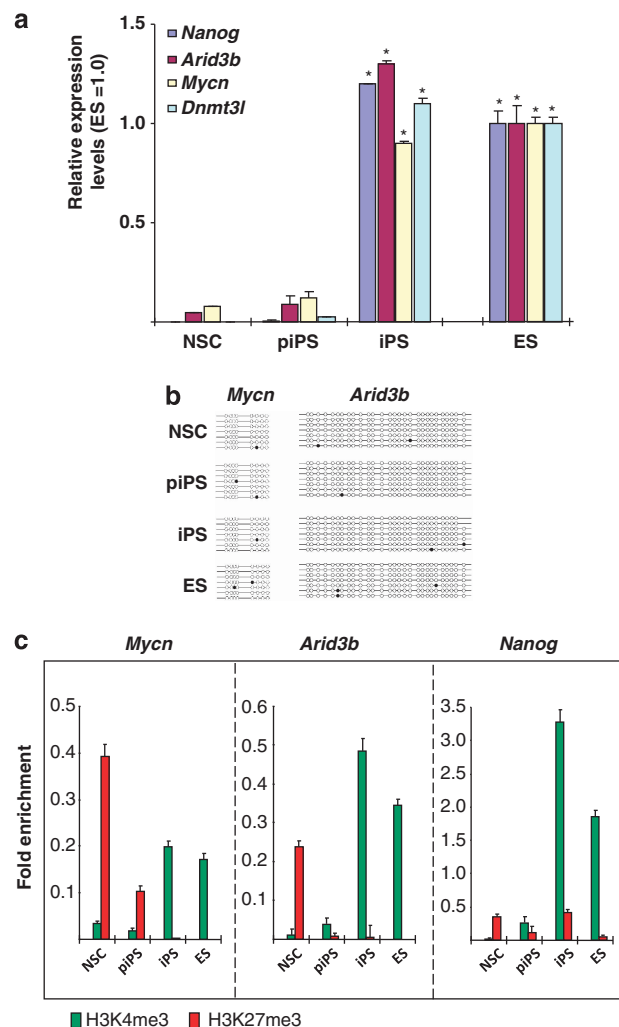 a
Nanog
Arid3b
Mycn
Dnmt3l
Relative expression
levels (ES =1.0)
1.5
1.0
0.5
* * * *
* * * *
NSC piPS iPS ES
b
Mycn Arid3b
NSC
piPS
iPS
ES
c
Mycn Arid3b Nanog
Fold enrichment
0.5
0.4
0.3
0.2
0.1
NSC piPS iPS ES
0.6
0.5
0.4
0.3
0.2
0.1
NSC piPS iPS ES
3.5
3.0
2.5
2.0
1.5
1.0
0.5
NSC piPS iPS ES
H3K4me3 H3K27me3